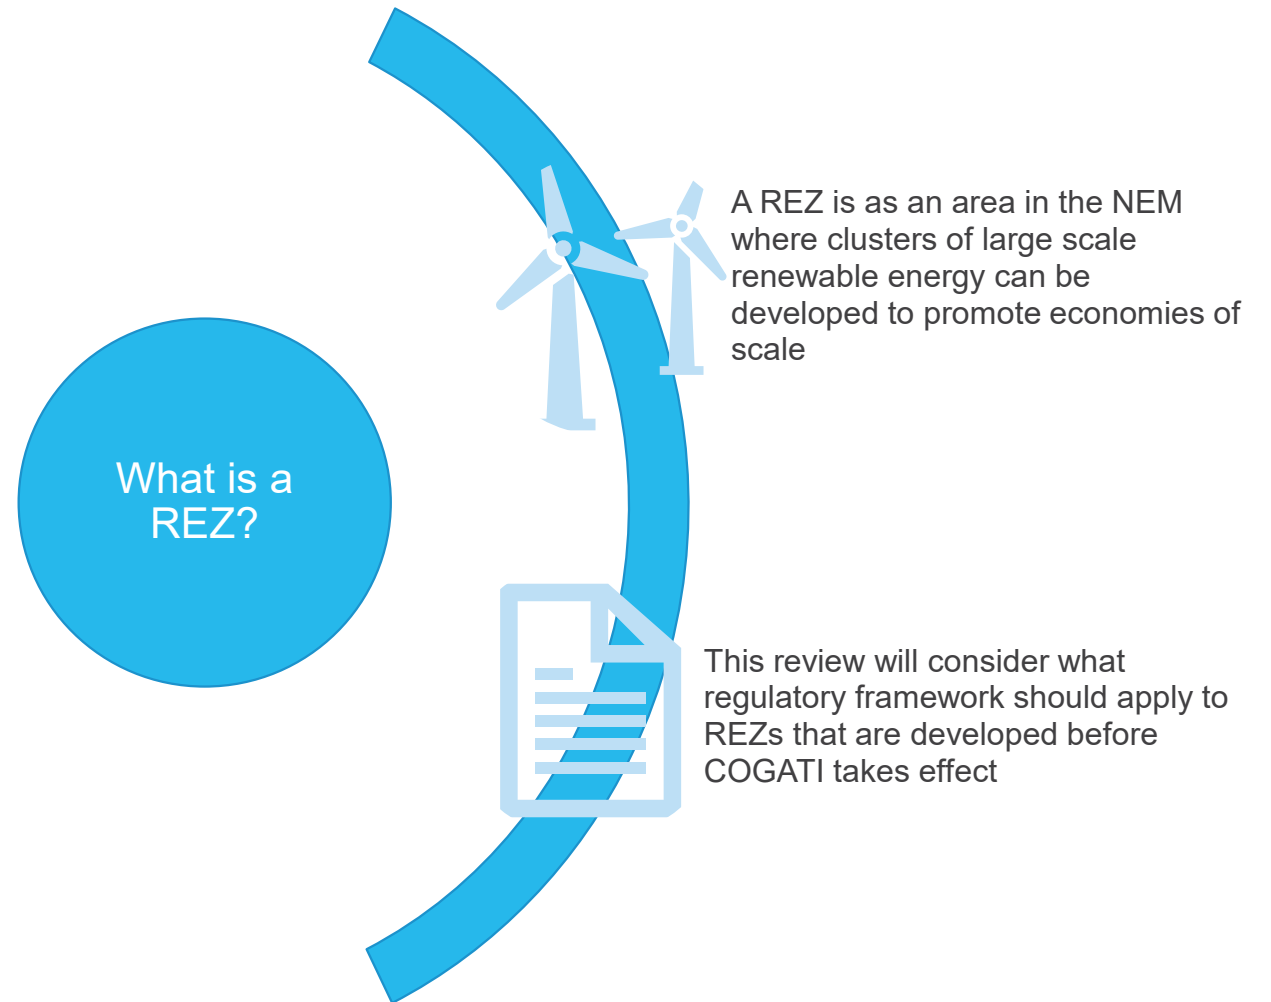 What is a
REZ?
A REZ is as an area in the NEM
where clusters of large scale
renewable energy can be
developed to promote economies of
scale
This review will consider what
regulatory framework should apply to
REZs that are developed before
COGATI takes effect